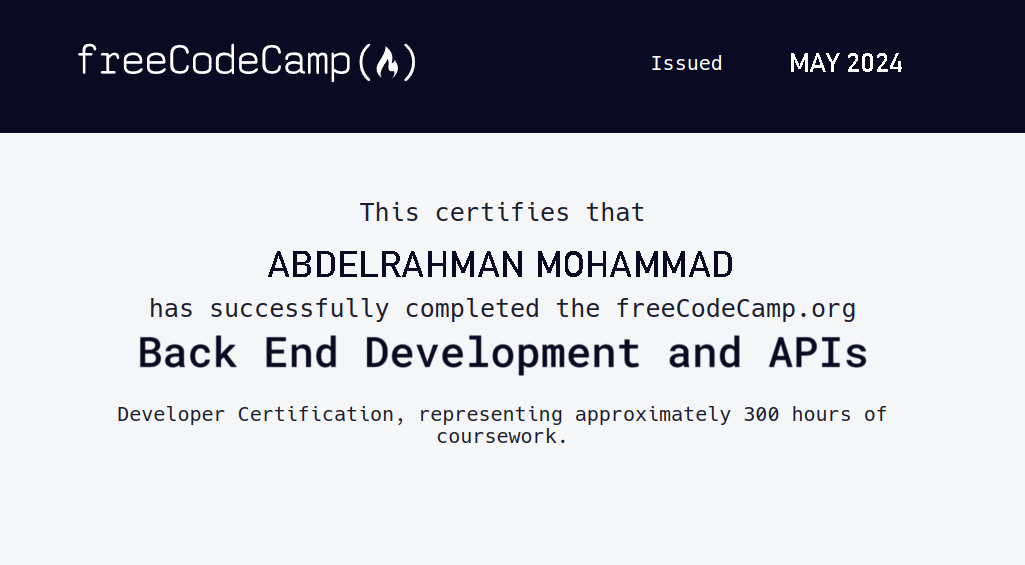 freeCodeCamp(🔥)
Issued MAY 2024
This certifies that
ABDELRAHMAN MOHAMMAD
has successfully completed the freeCodeCamp.org
Back End Development and APIs
Developer Certification, representing approximately 300 hours of
coursework.